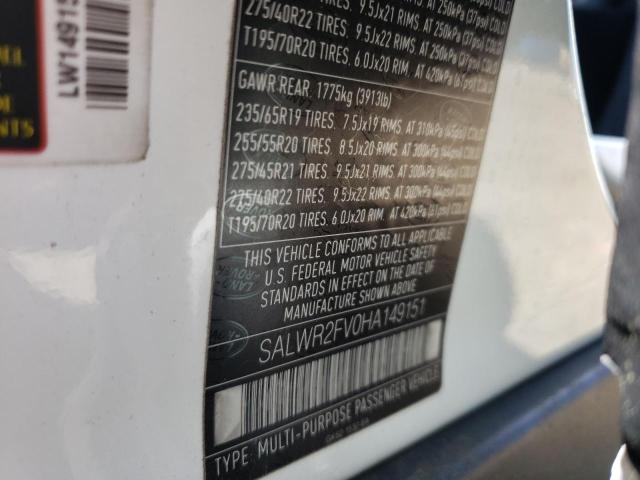 LW14915
ENTS
275/40R21 TIRES. 9.5Jx21 RIMS. AT 250kPa (37psi) COLD
275/40R22 TIRES. 9.5Jx22 RIMS. AT 250kPa (37psi) COLD
T195/70R20 TIRES. 6.0Jx20 RIM. AT 420kPa (61psi) COLD
GAWR REAR. 1775kg (3913lb)
235/65R19 TIRES. 7.5Jx19 RIMS. AT 310kPa (45psi) COLD
255/55R20 TIRES. 8.5Jx20 RIMS. AT 300kPa (44psi) COLD
275/45R21 TIRES. 9.5Jx21 RIMS. AT 300kPa (44psi) COLD
275/40R22 TIRES. 9.5Jx22 RIMS. AT 300kPa (44psi) COLD
T195/70R20 TIRES. 6.0Jx20 RIM. AT 420kPa (61psi) COLD
THIS VEHICLE CONFORMS TO ALL APPLICABLE
U.S. FEDERAL MOTOR VEHICLE SAFETY
STANDARDS IN EFFECT ON THE DATE OF
MANUFACTURE SHOWN ABOVE.
LAND ROVER
SALWR2FV0HA149151
TYPE: MULTI-PURPOSE PASSENGER VEHICLE